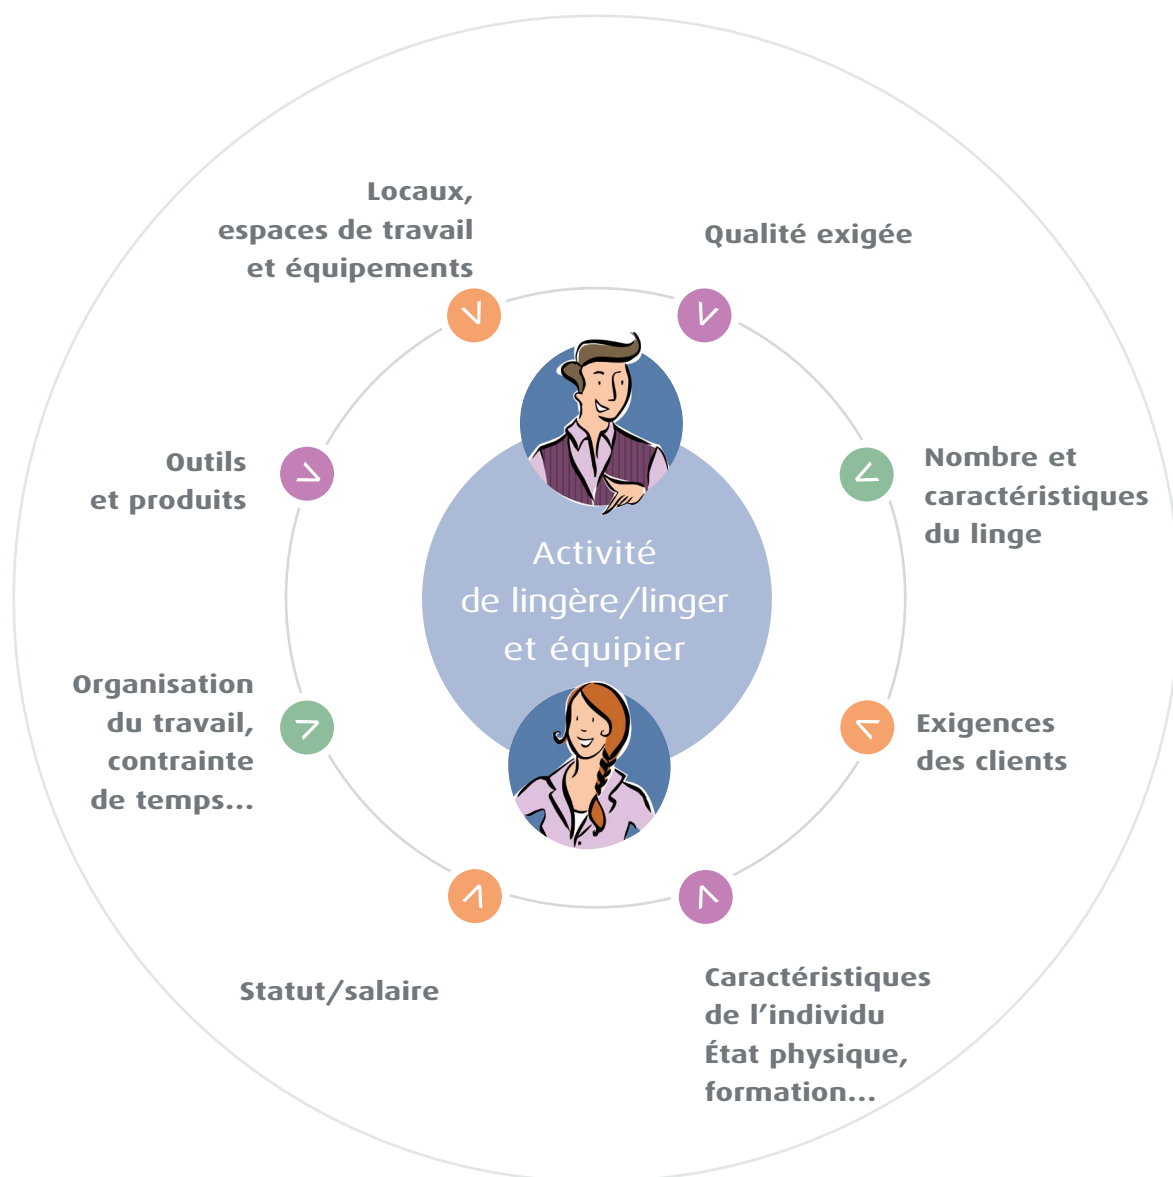 Locaux,
espaces de travail
et équipements
Qualité exigée
Outils
et produits
Nombre et
caractéristiques
du linge
Activité
de lingère/linger
et équipier
Organisation
du travail,
contrainte
de temps...
Exigences
des clients
Statut/salaire
Caractéristiques
de l’individu
État physique,
formation...